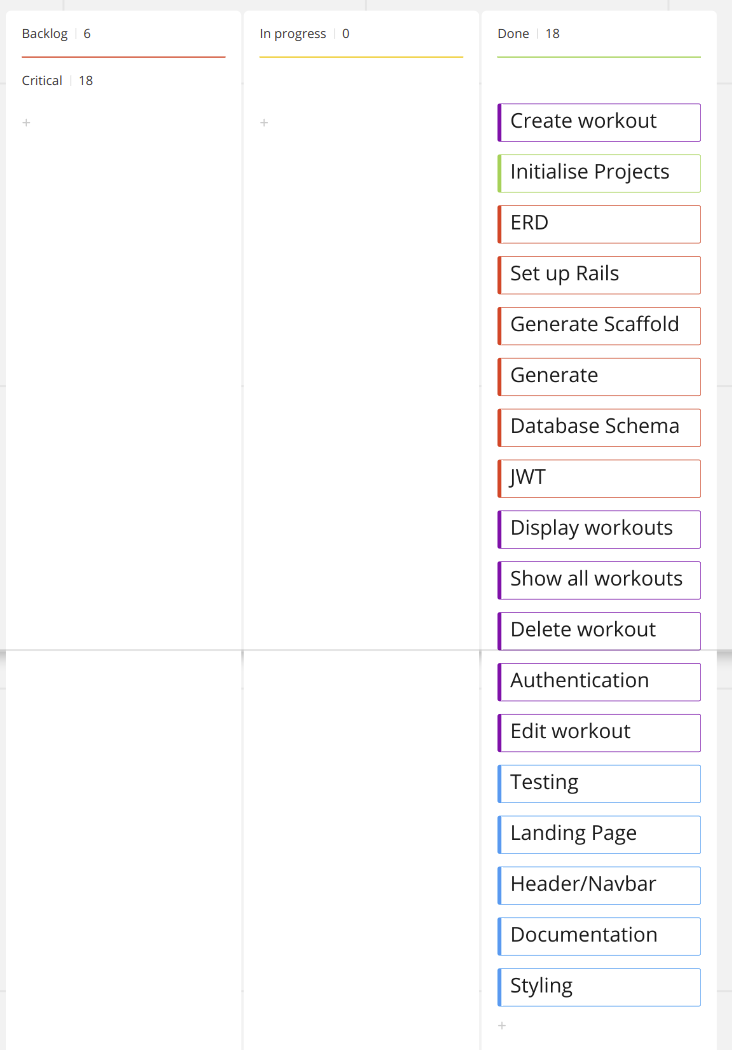 Backlog 6
In progress 0
Done 18
Critical 18
+
+
Create workout
Initialise Projects
ERD
Set up Rails
Generate Scaffold
Generate
Database Schema
JWT
Display workouts
Show all workouts
Delete workout
Authentication
Edit workout
Testing
Landing Page
Header/Navbar
Documentation
Styling
+